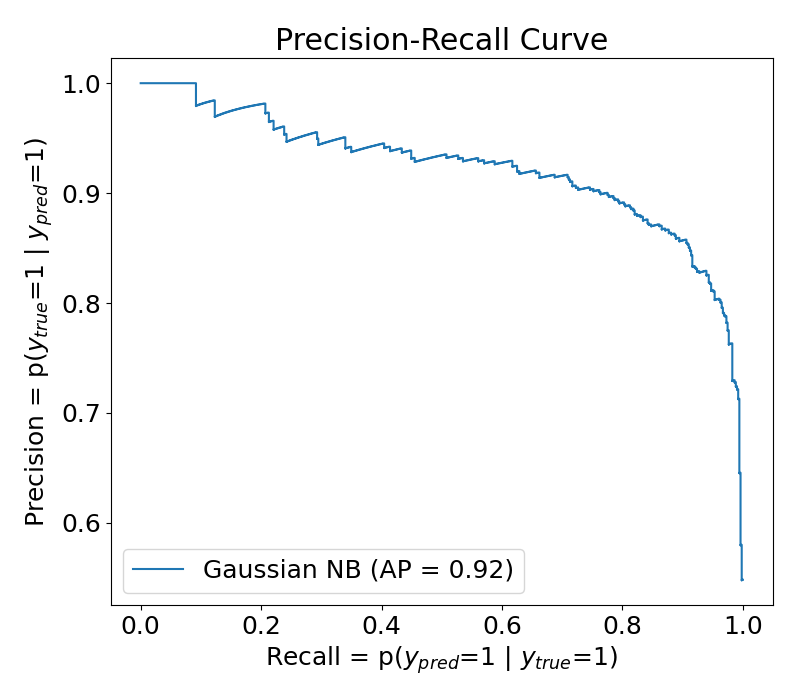 Precision-Recall Curve
Precision = p(y_true=1 | y_pred=1)
1.0
0.9
0.8
0.7
0.6
Gaussian NB (AP = 0.92)
0.0 0.2 0.4 0.6 0.8 1.0
Recall = p(y_pred=1 | y_true=1)